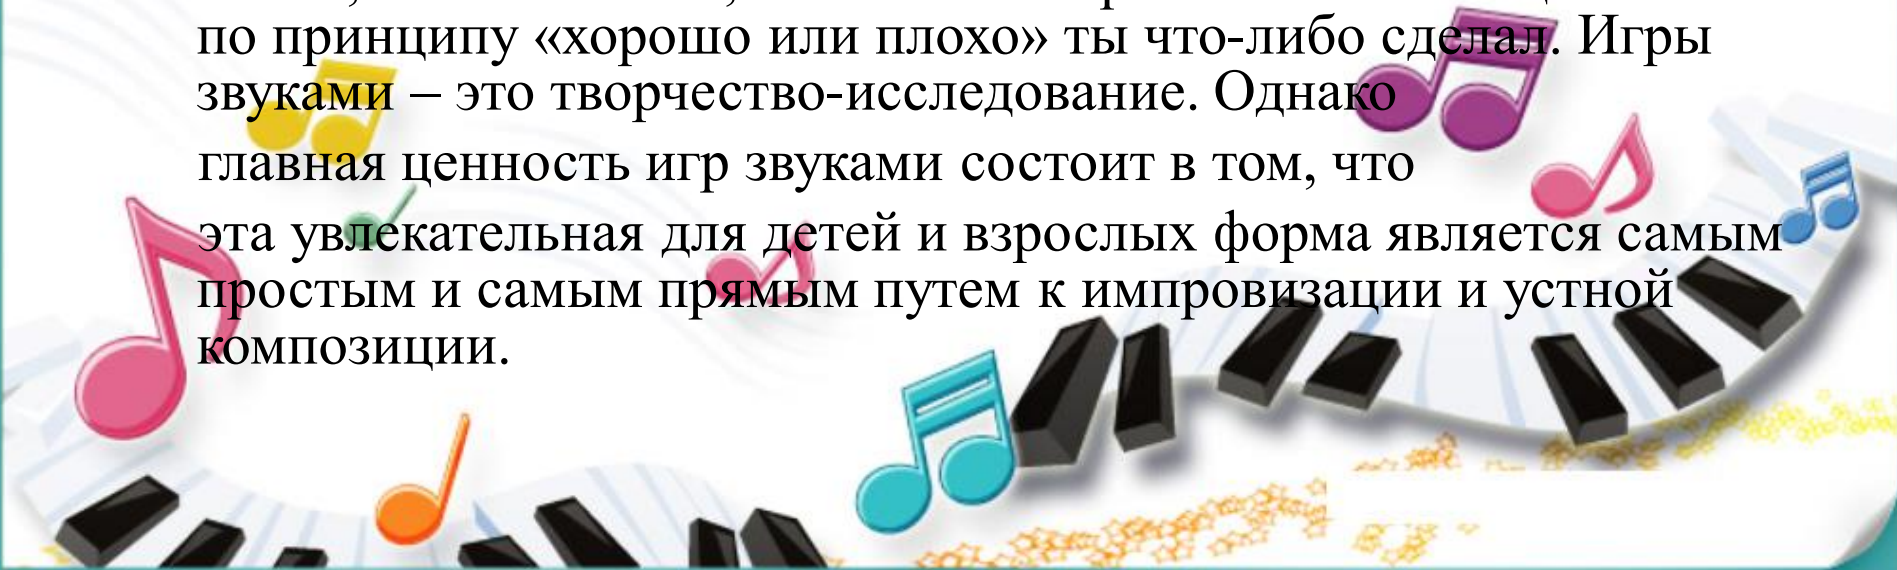 по принципу «хорошо или плохо» ты что-либо сделал. Игры
звуками – это творчество-исследование. Однако
главная ценность игр звуками состоит в том, что
эта увлекательная для детей и взрослых форма является самым
простым и самым прямым путем к импровизации и устной
композиции.